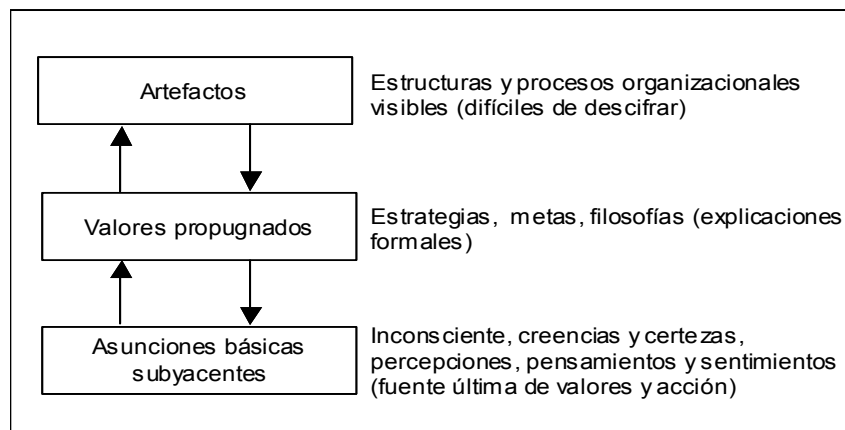 Artefactos
Estructuras y procesos organizacionales
visibles (difíciles de descifrar)
Valores propugnados
Estrategias, metas, filosofías (explicaciones
formales)
Asunciones básicas
subyacentes
Inconsciente, creencias y certezas,
percepciones, pensamientos y sentimientos
(fuente última de valores y acción)